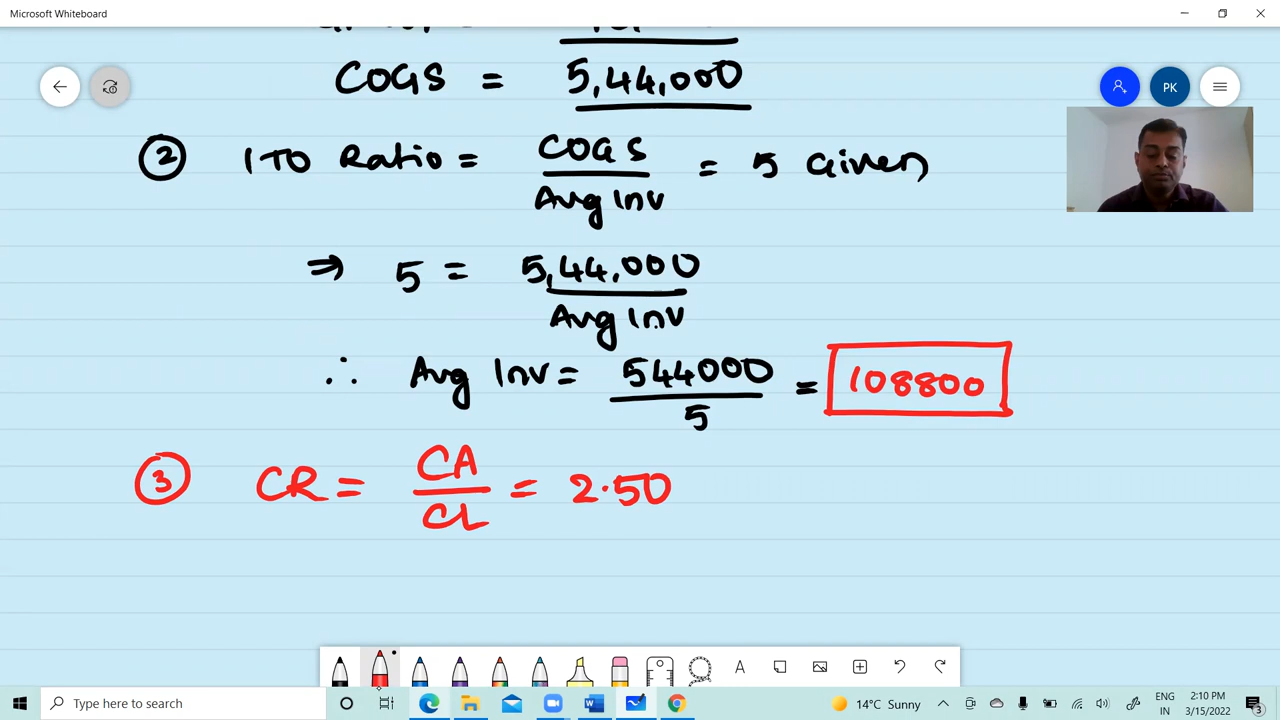 Microsoft Whiteboard
COGS = 5,44,000
PK
② ITO Ratio = COGS / Avg Inv = 5 Given
⇒ 5 = 5,44,000 / Avg Inv
∴ Avg Inv = 544000 / 5 = 108800
③ CR = CA / CL = 2.50
A
Type here to search
14°C Sunny
ENG
IN
2:10 PM
3/15/2022
3